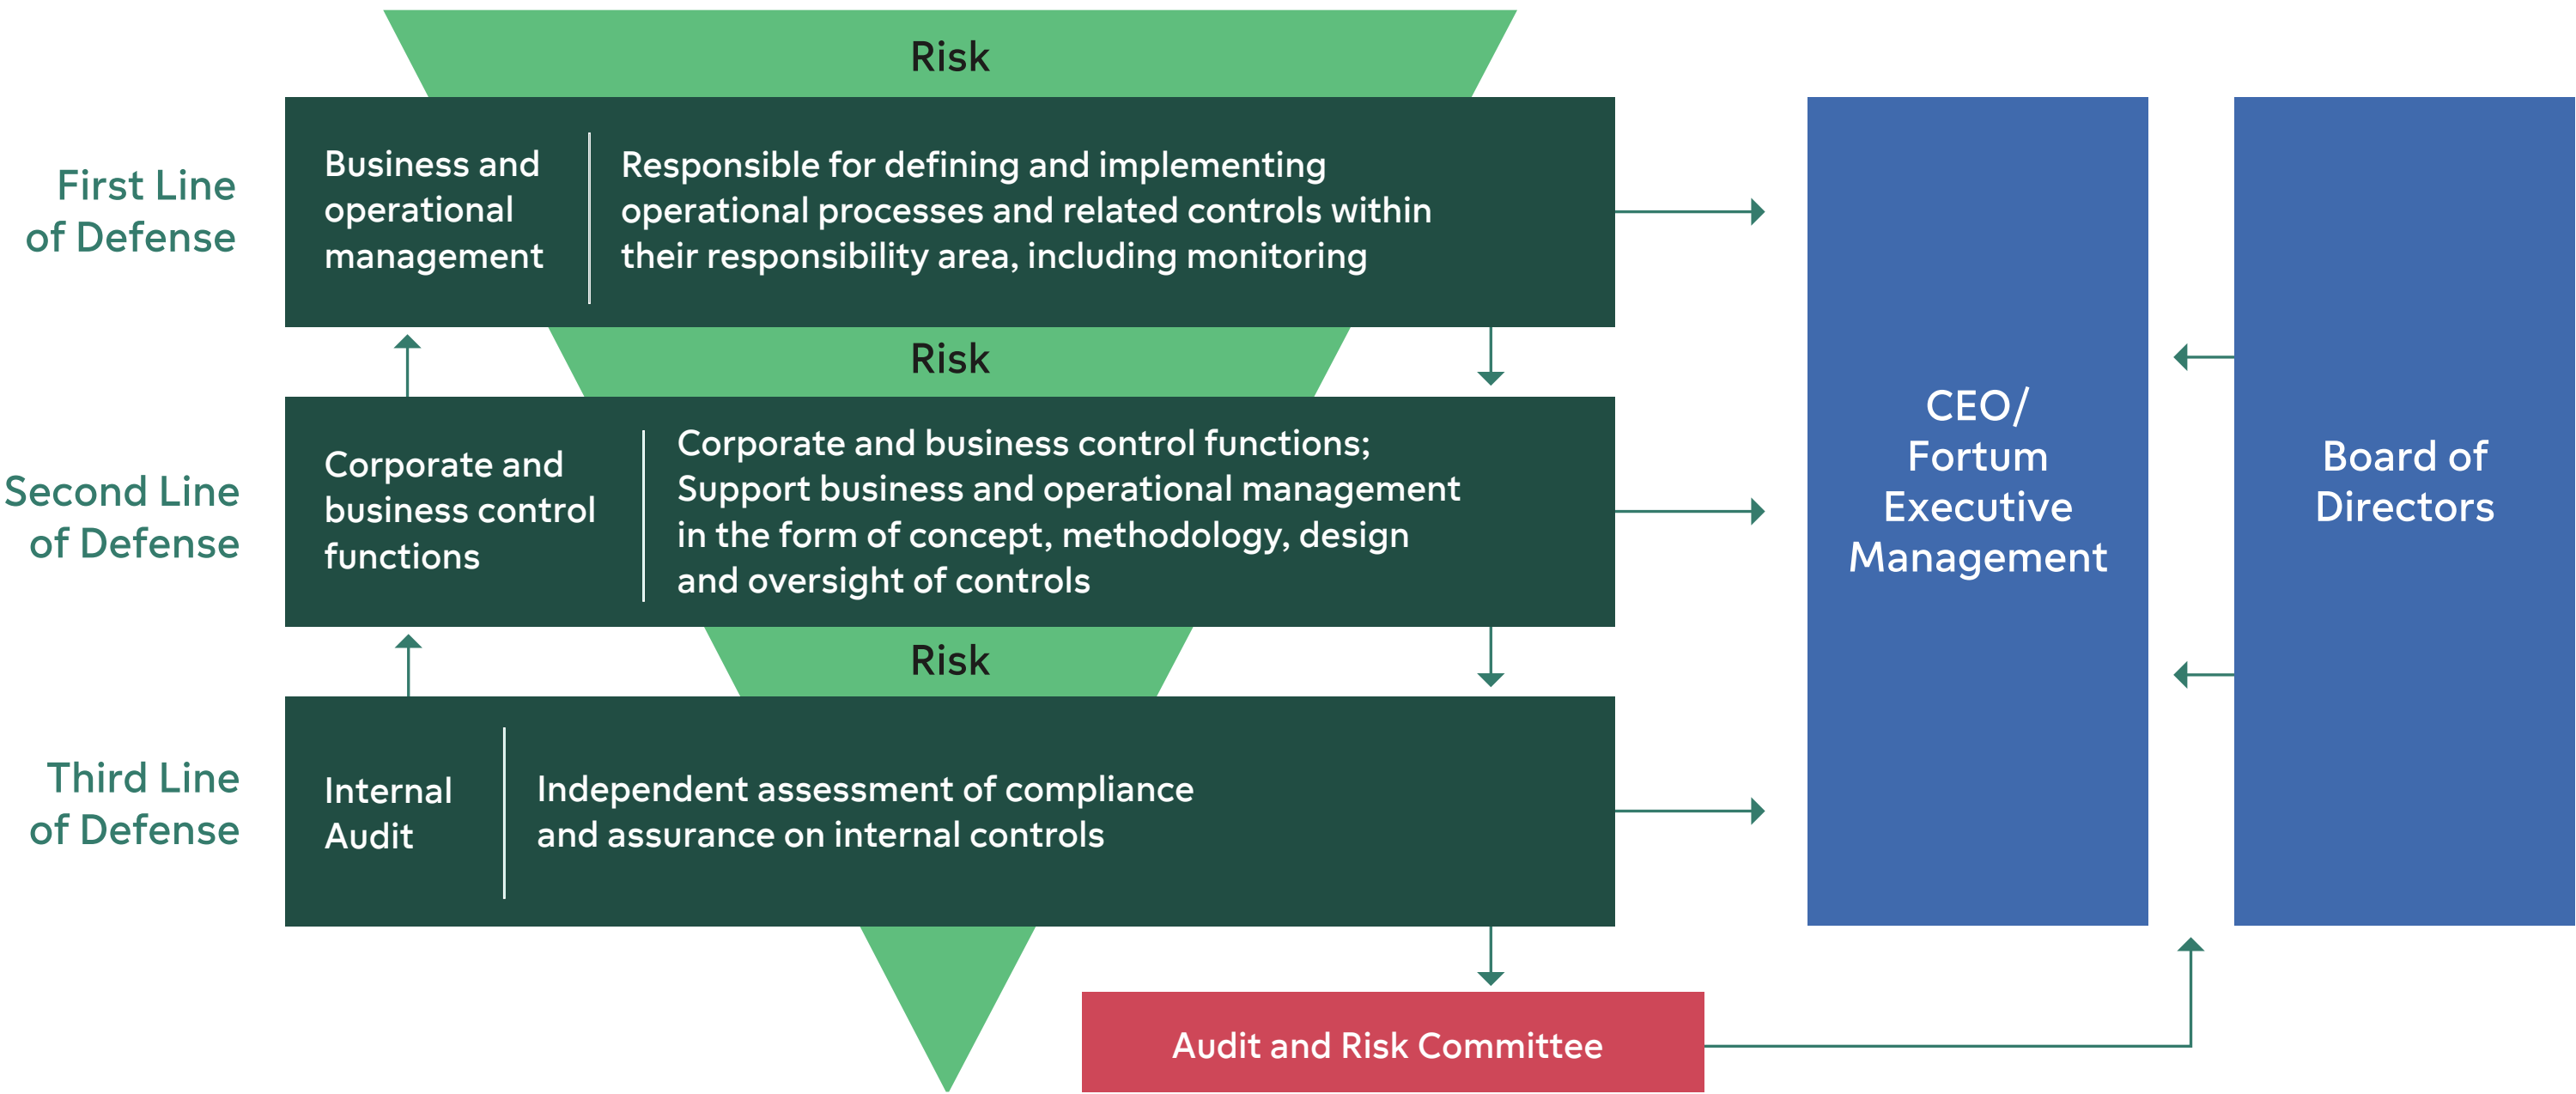 Risk
First Line
of Defense
Business and
operational
management
Responsible for defining and implementing
operational processes and related controls within
their responsibility area, including monitoring
Risk
Second Line
of Defense
Corporate and
business control
functions
Corporate and business control functions;
Support business and operational management
in the form of concept, methodology, design
and oversight of controls
Risk
Third Line
of Defense
Internal
Audit
Independent assessment of compliance
and assurance on internal controls
Audit and Risk Committee
CEO/
Fortum
Executive
Management
Board of
Directors